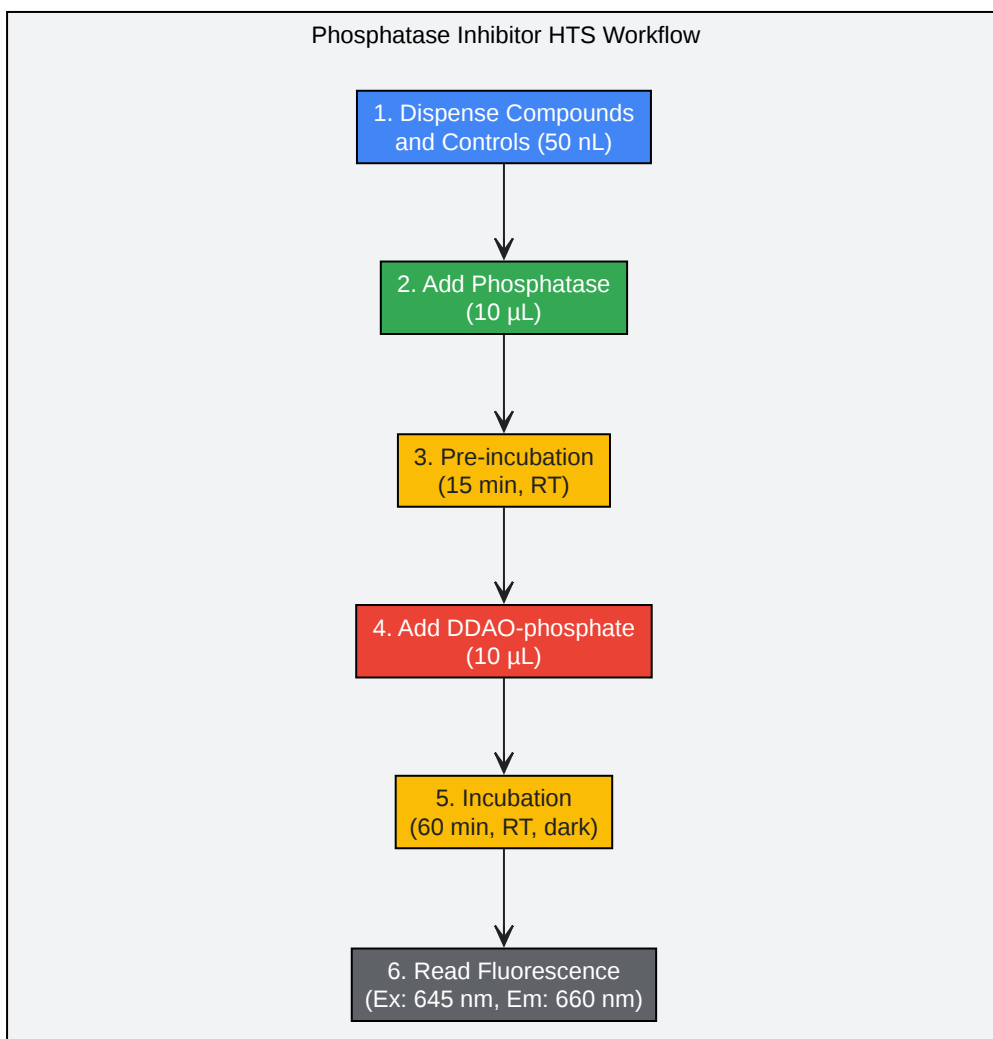 Phosphatase Inhibitor HTS Workflow
1. Dispense Compounds
and Controls (50 nL)
2. Add Phosphatase
(10 µL)
3. Pre-incubation
(15 min, RT)
4. Add DDAO-phosphate
(10 µL)
5. Incubation
(60 min, RT, dark)
6. Read Fluorescence
(Ex: 645 nm, Em: 660 nm)